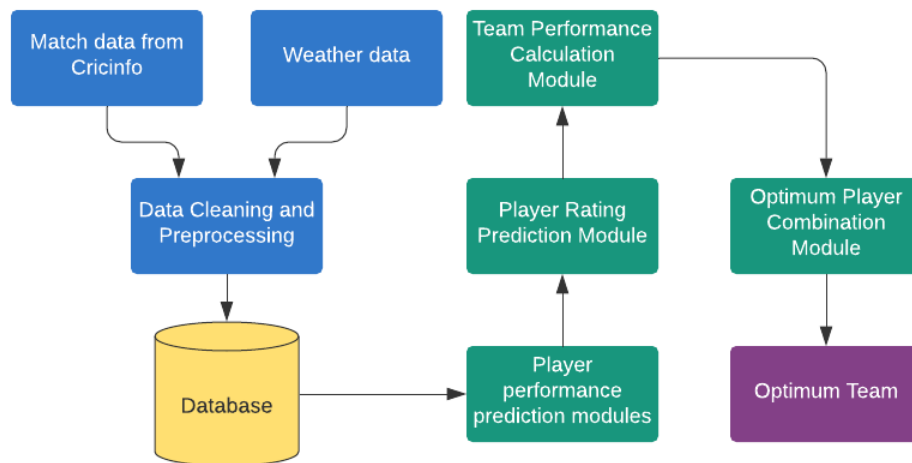 Match data from
Cricinfo
Weather data
Data Cleaning and
Preprocessing
Database
Player
performance
prediction modules
Player Rating
Prediction Module
Team Performance
Calculation
Module
Optimum Player
Combination
Module
Optimum Team